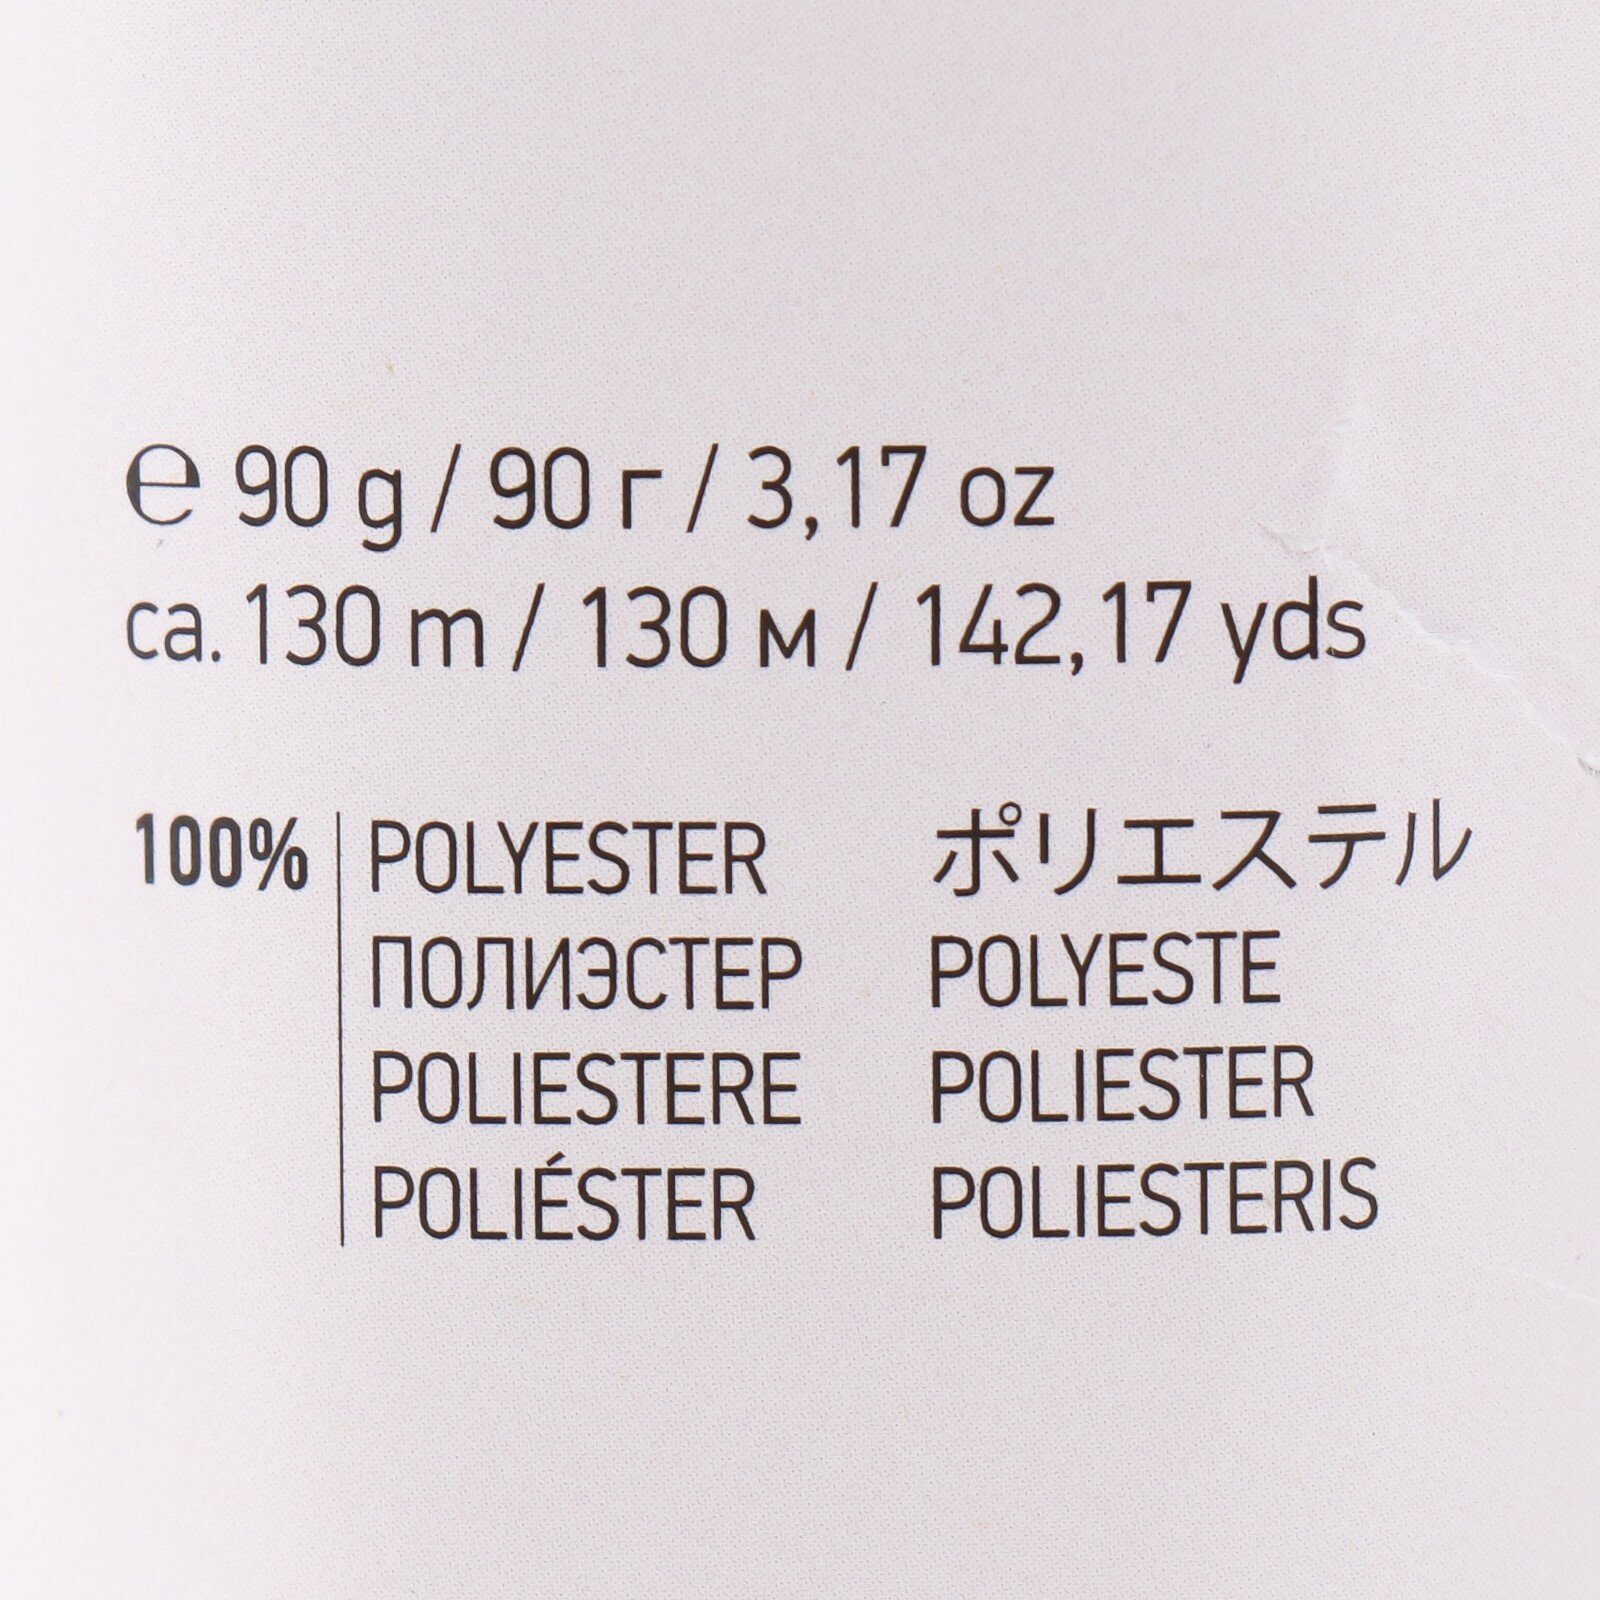 ℮ 90 g / 90 г / 3,17 oz
ca. 130 m / 130 м / 142,17 yds
100% POLYESTER ポリエステル
ПОЛИЭСТЕР POLYESTE
POLIESTERE POLIESTER
POLIÉSTER POLIESTERIS